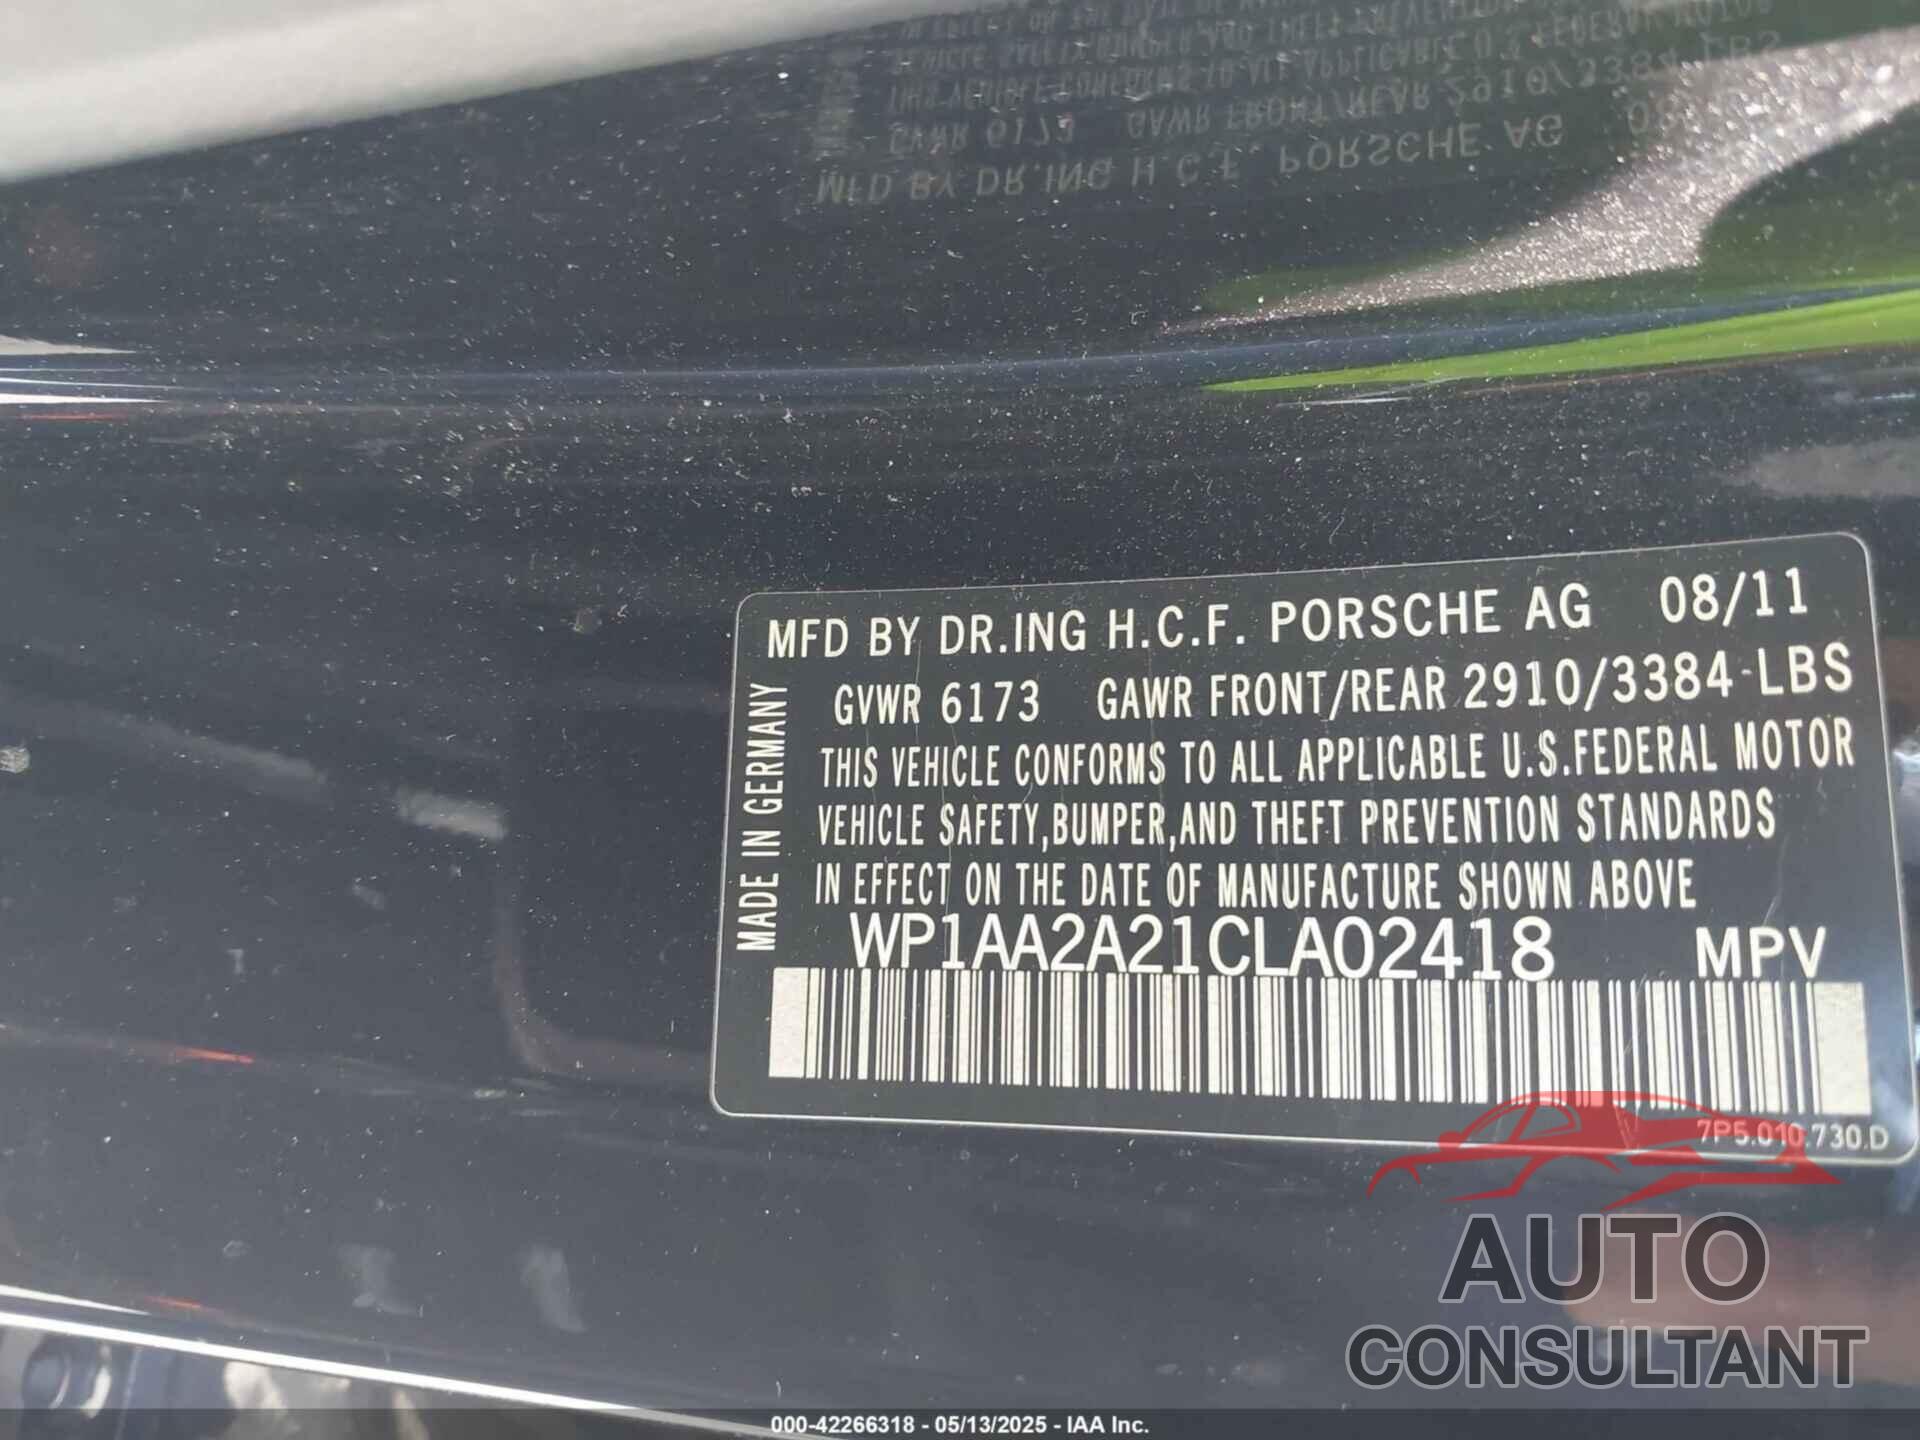 MFD BY DR.ING H.C.F. PORSCHE AG 08/11
GVWR 6173 GAWR FRONT/REAR 2910/3384 LBS
THIS VEHICLE CONFORMS TO ALL APPLICABLE U.S.FEDERAL MOTOR
VEHICLE SAFETY,BUMPER,AND THEFT PREVENTION STANDARDS
IN EFFECT ON THE DATE OF MANUFACTURE SHOWN ABOVE
MADE IN GERMANY
WP1AA2A21CLA02418 MPV
7P5.010.730.D
AUTO
CONSULTANT
000-42266318 - 05/13/2025 - IAA Inc.